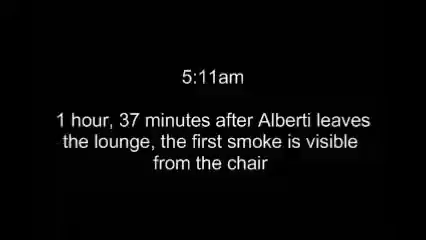 5:11am
1 hour, 37 minutes after Alberti leaves
the lounge, the first smoke is visible
from the chair